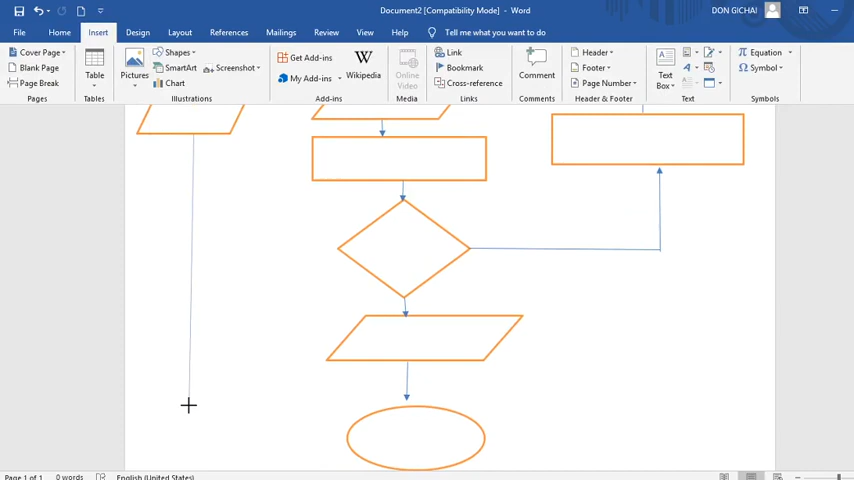 Document2 [Compatibility Mode] - Word
DON GICHAI
File Home Insert Design Layout References Mailings Review View Help Tell me what you want to do
Cover Page
Blank Page
Page Break
Pages
Table
Tables
Pictures
Shapes
SmartArt
Chart
Screenshot
Illustrations
Get Add-ins
My Add-ins
W
Wikipedia
Add-ins
Online
Video
Media
Link
Bookmark
Cross-reference
Links
Comment
Comments
Header
Footer
Page Number
Header & Footer
Text
Box
Text
Equation
Symbol
Symbols
Page 1 of 1 0 words English (United States)